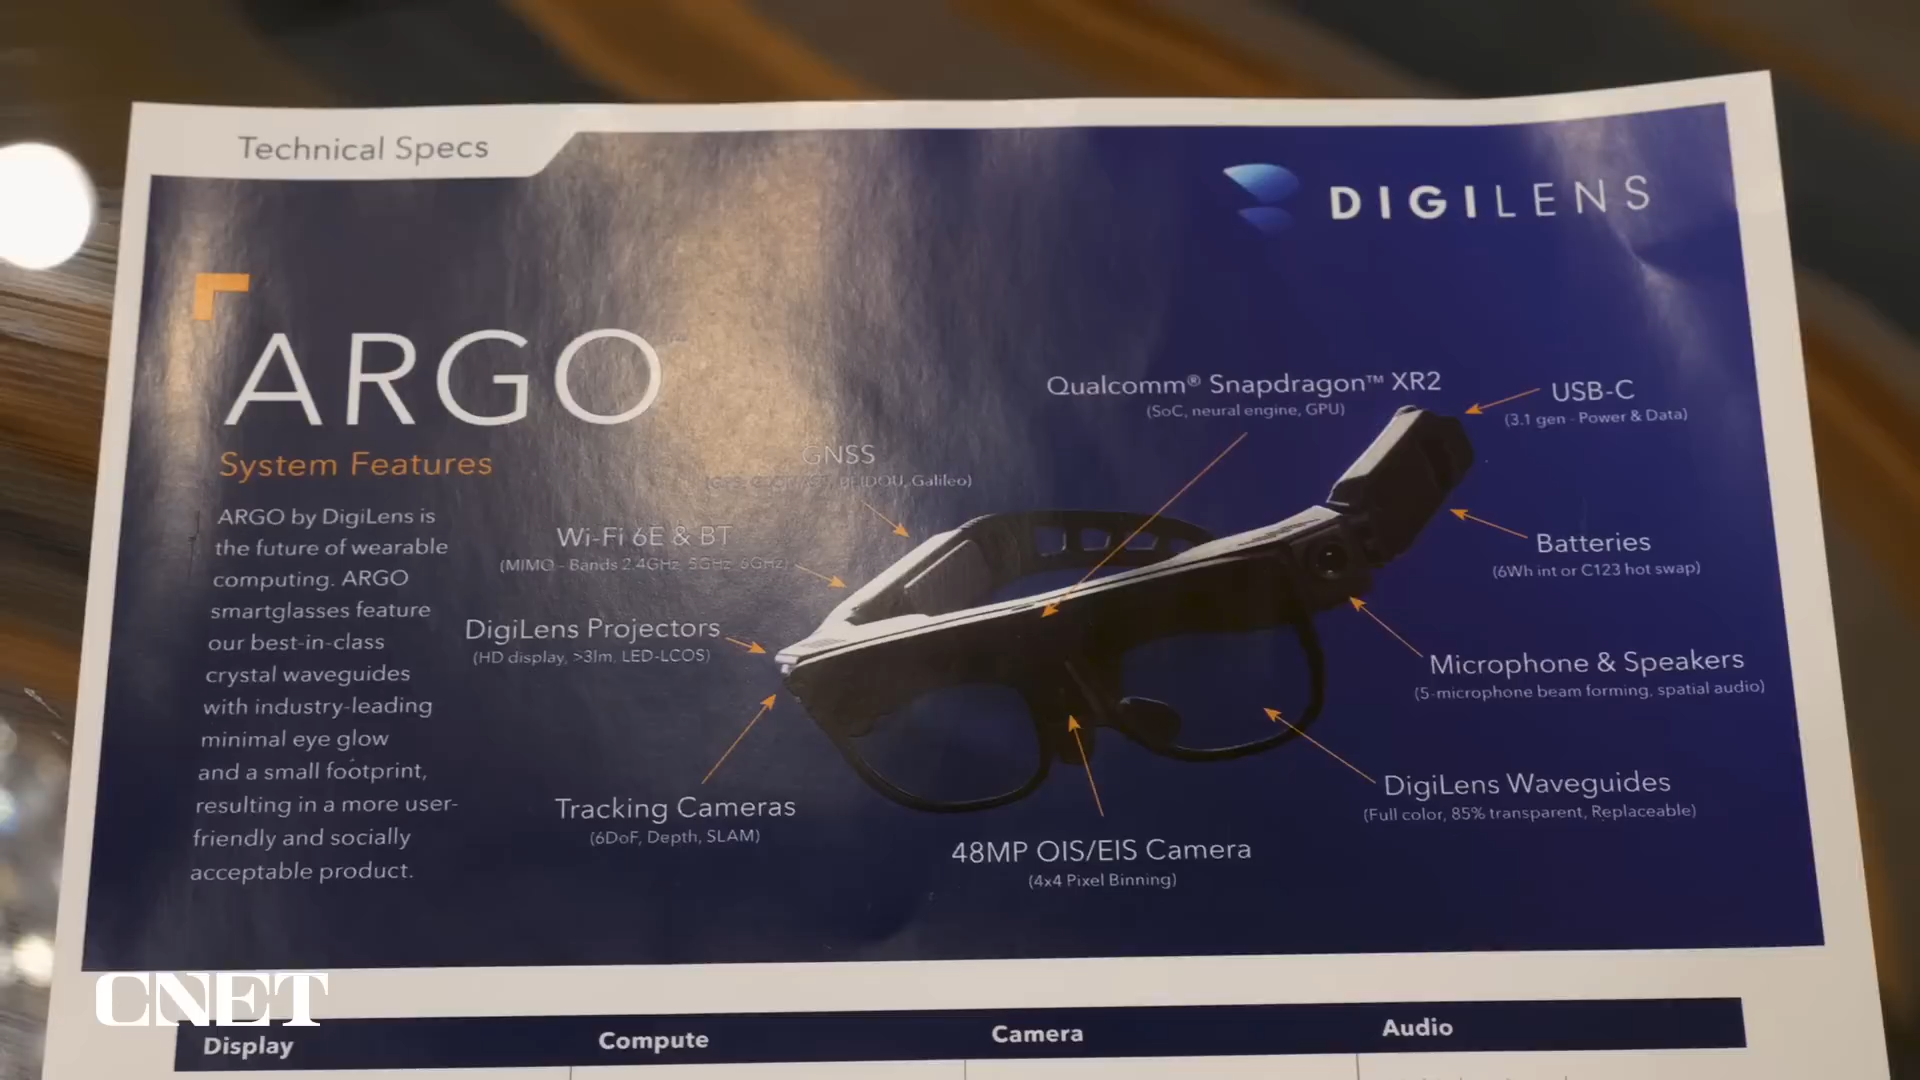 Technical Specs
DIGILENS
ARGO
System Features
ARGO by DigiLens is
the future of wearable
computing. ARGO
smartglasses feature
our best-in-class
crystal waveguides
with industry-leading
minimal eye glow
and a small footprint,
resulting in a more user-
friendly and socially
acceptable product.
GNSS
BEIDOU, Galileo)
Wi-Fi 6E & BT
(MIMO - Bands 2.4GHz, 5GHz, 6GHz)
DigiLens Projectors
(HD display, >3lm, LED-LCOS)
Tracking Cameras
(6DoF, Depth, SLAM)
48MP OIS/EIS Camera
(4x4 Pixel Binning)
Qualcomm® Snapdragon™ XR2
(SoC, neural engine, GPU)
USB-C
(3.1 gen - Power & Data)
Batteries
(6Wh int or C123 hot swap)
Microphone & Speakers
(5-microphone beam forming, spatial audio)
DigiLens Waveguides
(Full color, 85% transparent, Replaceable)
CNET
Display
Compute
Camera
Audio